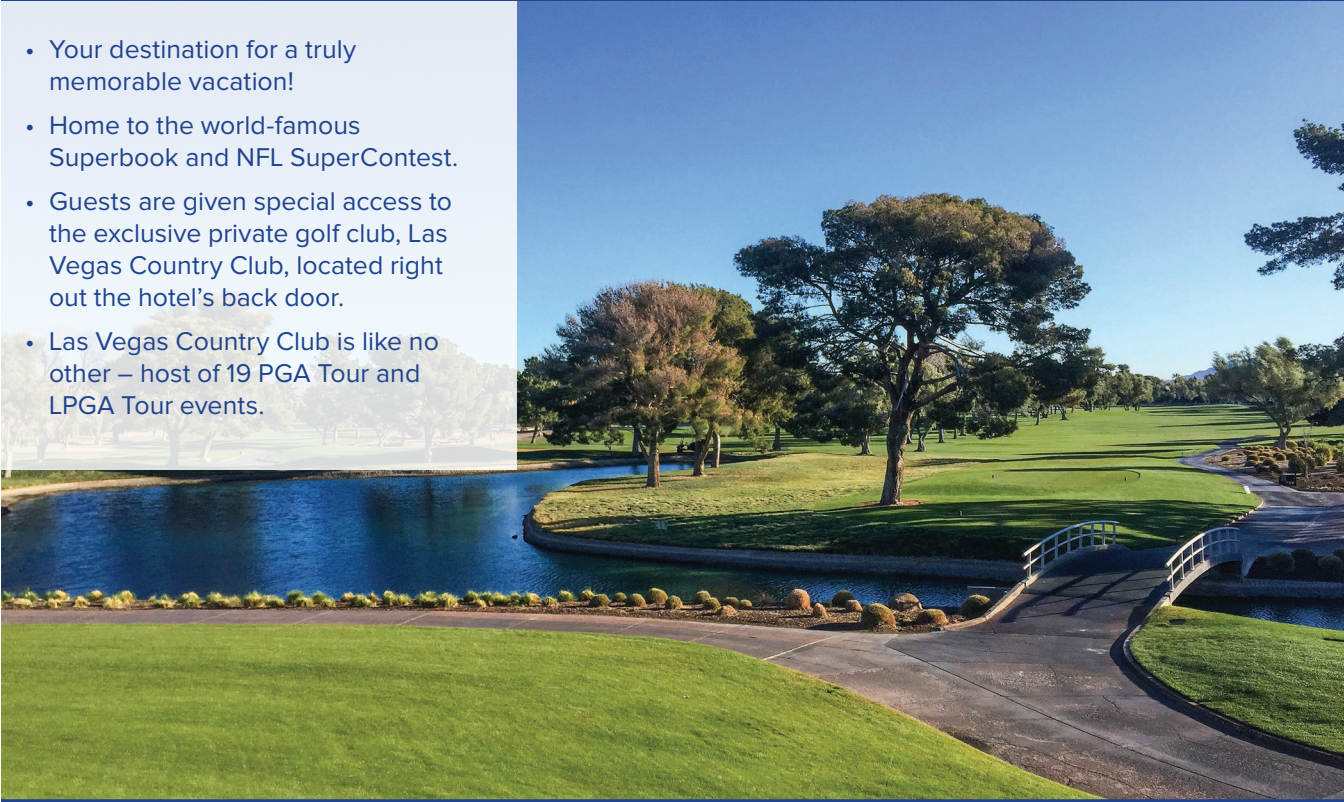 • Your destination for a truly
memorable vacation!
• Home to the world-famous
Superbook and NFL SuperContest.
• Guests are given special access to
the exclusive private golf club, Las
Vegas Country Club, located right
out the hotel’s back door.
• Las Vegas Country Club is like no
other – host of 19 PGA Tour and
LPGA Tour events.